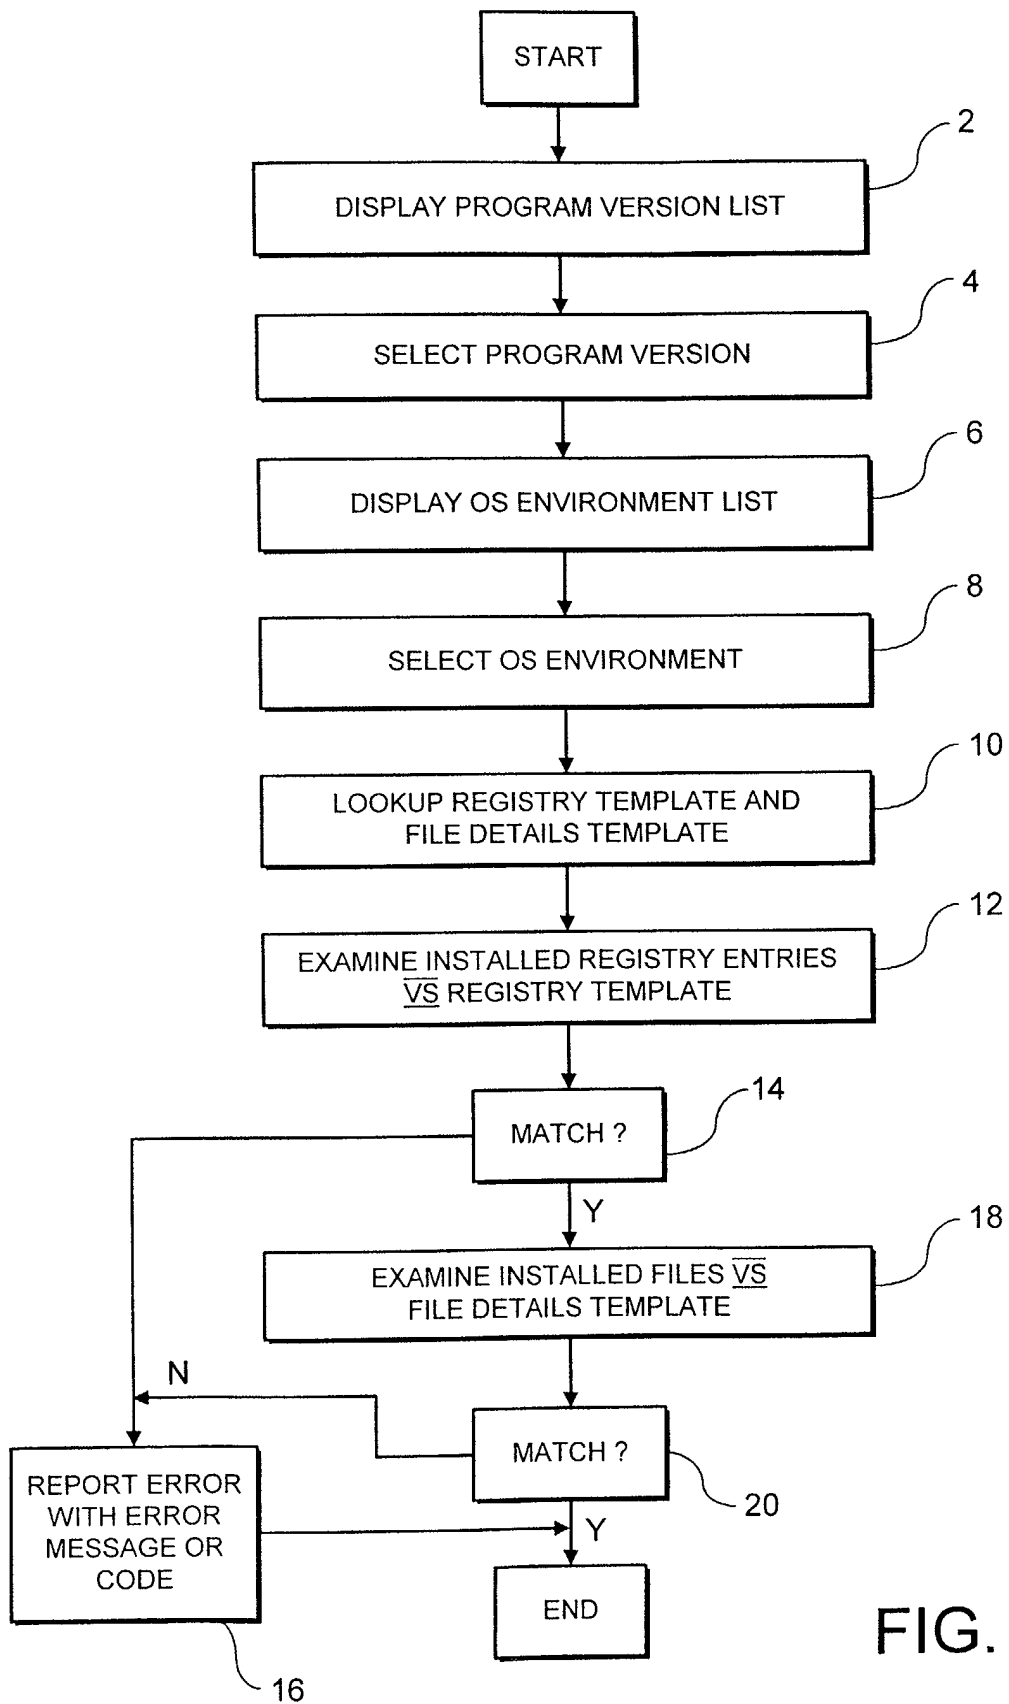 START
2
DISPLAY PROGRAM VERSION LIST
4
SELECT PROGRAM VERSION
6
DISPLAY OS ENVIRONMENT LIST
8
SELECT OS ENVIRONMENT
10
LOOKUP REGISTRY TEMPLATE AND
FILE DETAILS TEMPLATE
12
EXAMINE INSTALLED REGISTRY ENTRIES
VS REGISTRY TEMPLATE
14
MATCH ?
Y
18
EXAMINE INSTALLED FILES VS
FILE DETAILS TEMPLATE
N
MATCH ?
20
REPORT ERROR
WITH ERROR
MESSAGE OR
CODE
Y
END
16
FIG.